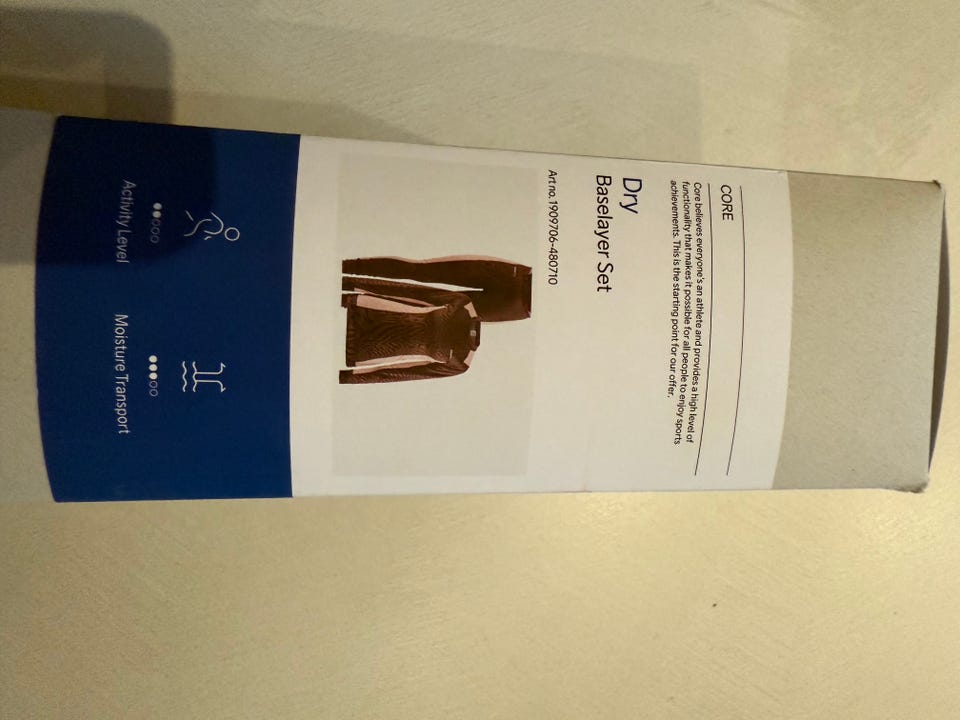 CORE
Core believes everyone's an athlete and provides a high level of
functionality that makes it possible for all people to enjoy sports
achievements. This is the starting point for our offer.
Dry
Baselayer Set
Art no. 1909706-480710
Activity Level
Moisture Transport